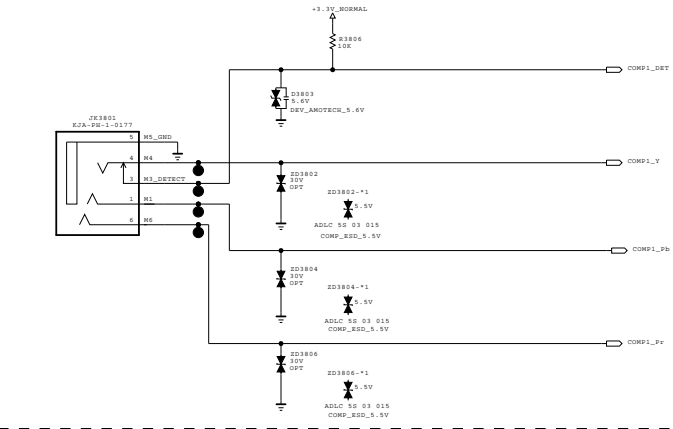 +3.3V_NORMAL
R3806
10K
COMP1_DET
D3803
5.6V
DEV_AMOTECH_5.6V
JK3801
KJA-PH-1-0177
5 M5_GND
4 M4
COMP1_Y
3 M3_DETECT
ZD3802
30V
OPT
ZD3802-*1
5.5V
ADLC 5S 03 015
COMP_ESD_5.5V
1 M1
6 M6
COMP1_Pb
ZD3804
30V
OPT
ZD3804-*1
5.5V
ADLC 5S 03 015
COMP_ESD_5.5V
COMP1_Pr
ZD3806
30V
OPT
ZD3806-*1
5.5V
ADLC 5S 03 015
COMP_ESD_5.5V